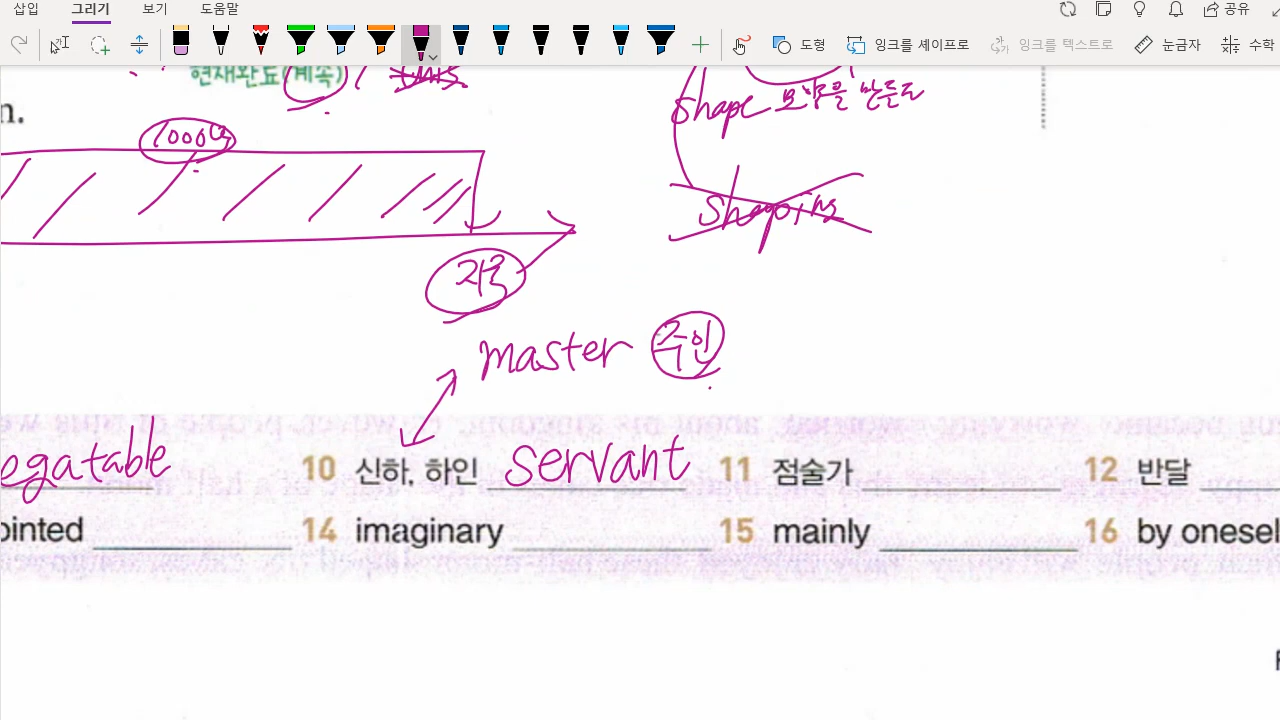 삽입 그리기 보기 도움말 공유
도형 잉크를 셰이프로 잉크를 텍스트로 눈금자 수학
현재완료(계속) this
n.
shape 모양을 만들다
1000년
shaping
지금
master 주인
egatable 10 신하, 하인 servant 11 점술가 12 반달
ointed 14 imaginary 15 mainly 16 by onesel